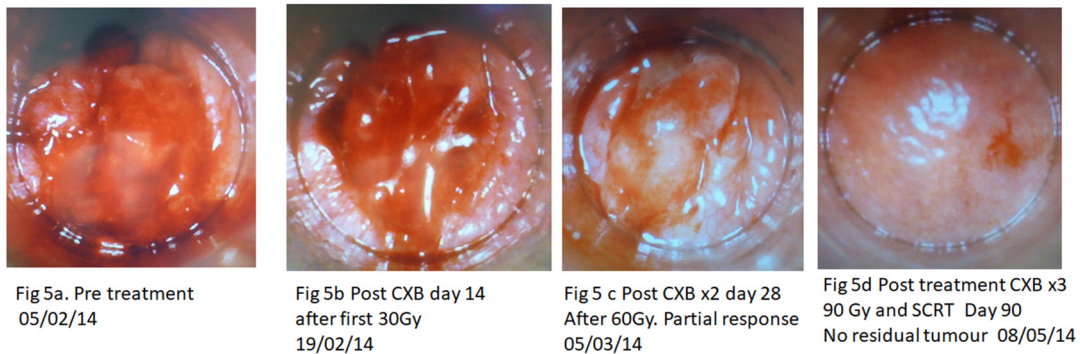 Fig 5a. Pre treatment
05/02/14
Fig 5b Post CXB day 14
after first 30Gy
19/02/14
Fig 5 c Post CXB x2 day 28
After 60Gy. Partial response
05/03/14
Fig 5d Post treatment CXB x3
90 Gy and SCRT Day 90
No residual tumour 08/05/14